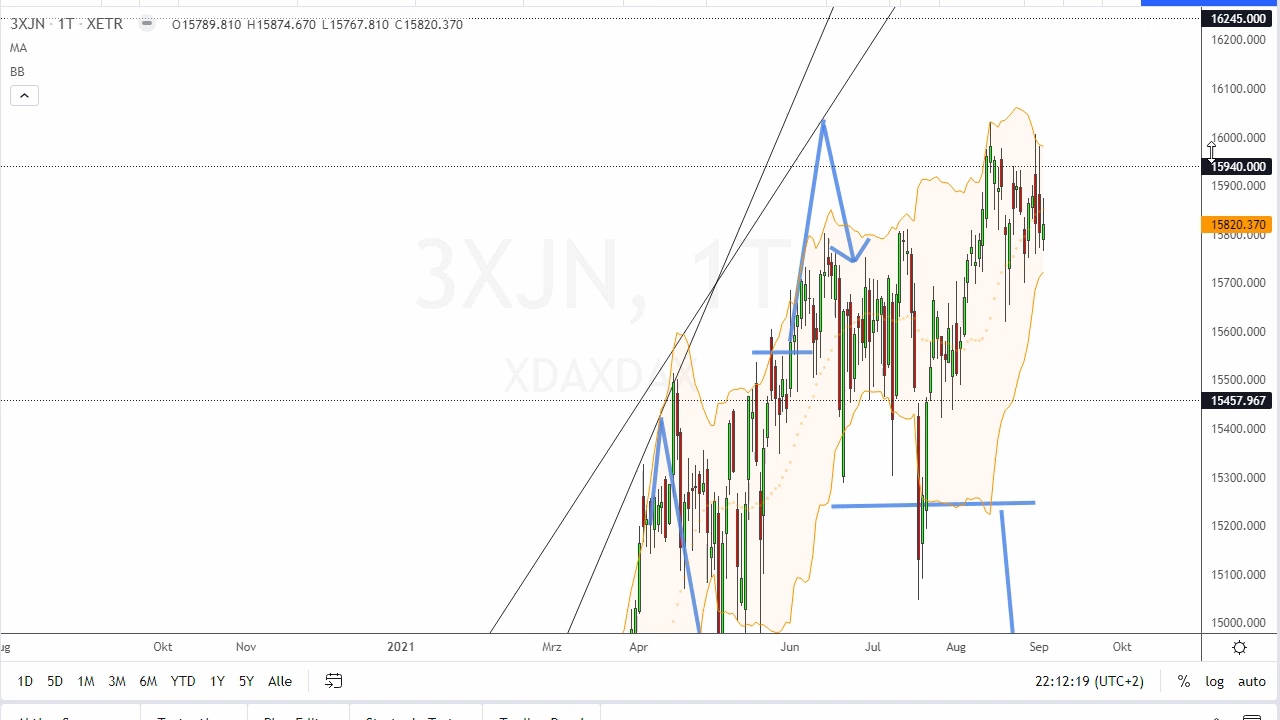 3XJN · 1T · XETR O15789.810 H15874.670 L15767.810 C15820.370
MA
BB
16245.000
16200.000
16100.000
16000.000
15940.000
15900.000
15820.370
15800.000
15700.000
15600.000
15500.000
15457.967
15400.000
15300.000
15200.000
15100.000
15000.000
3XJN, 1T
XDAXDA
Okt Nov 2021 Mrz Apr Jun Jul Aug Sep Okt
1D 5D 1M 3M 6M YTD 1Y 5Y Alle 22:12:19 (UTC+2) % log auto